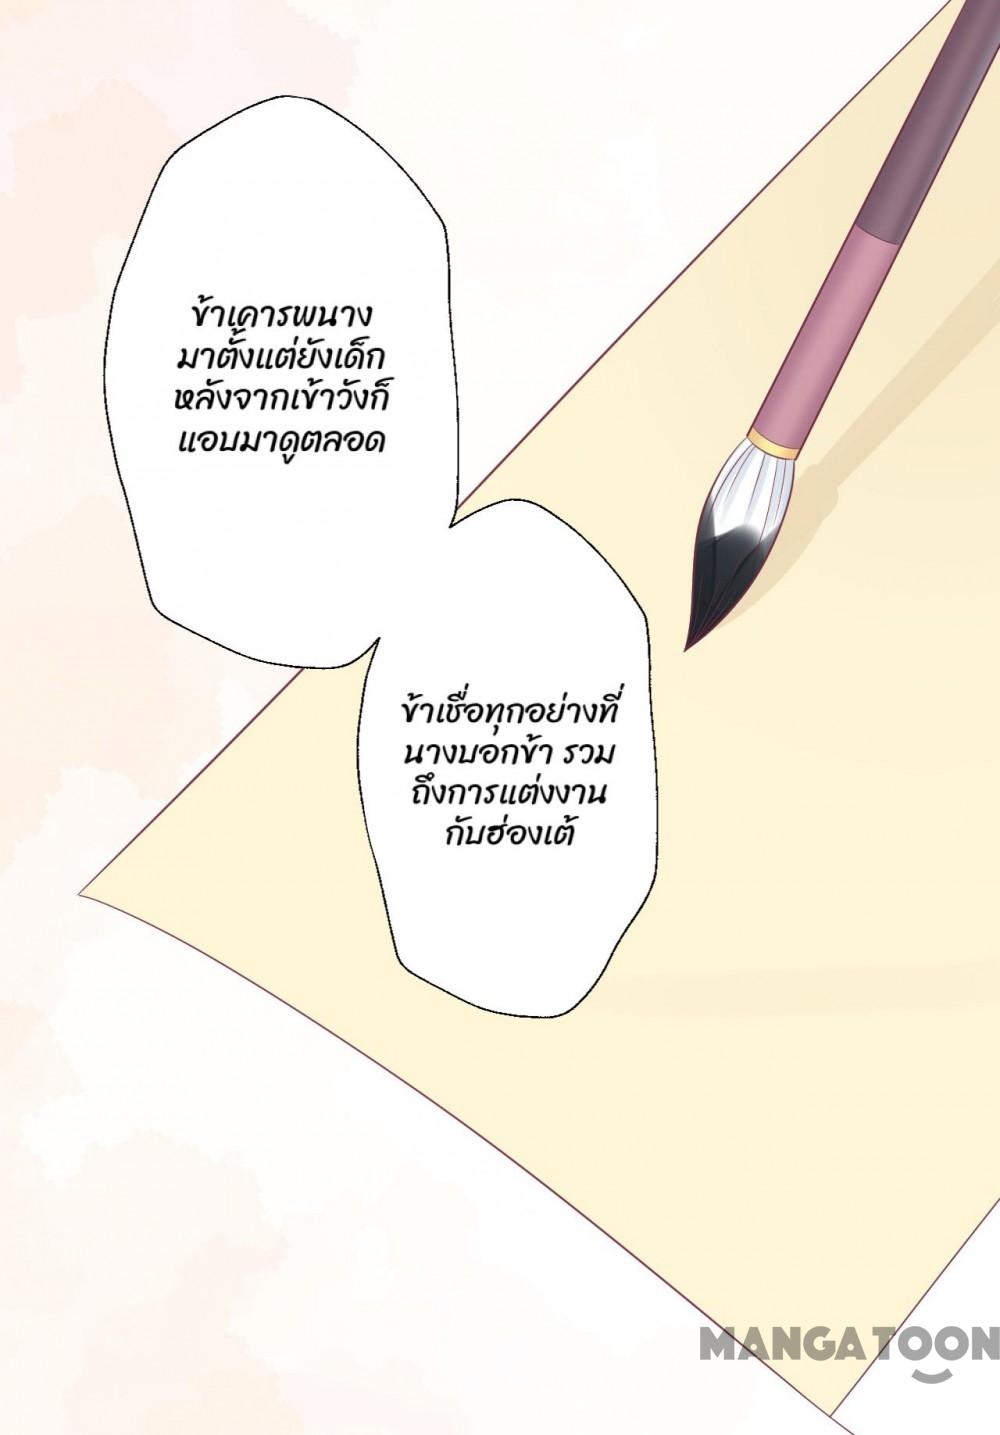 ข้าเคารพนาง
มาตั้งแต่ยังเด็ก
หลังจากเข้าวังก็
แอบมาดูตลอด
ข้าเชื่อทุกอย่างที่
นางบอกข้า รวม
ถึงการแต่งงาน
กับฮ่องเต้
MANGATOON